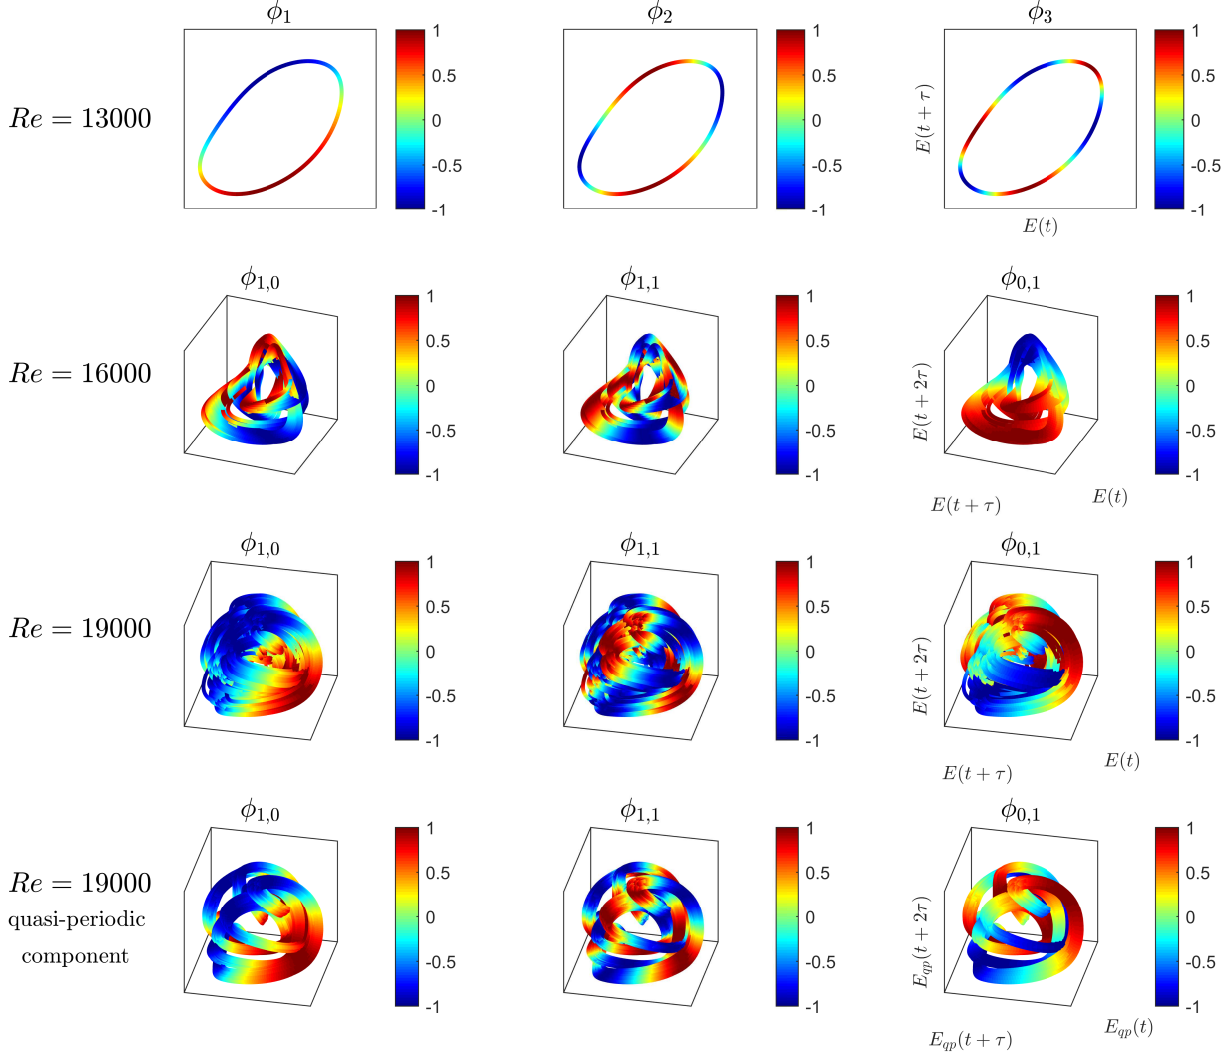 ϕ1 ϕ2 ϕ3
Re = 13000
1 0.5 0 -0.5 -1
1 0.5 0 -0.5 -1
E(t + τ)
E(t)
1 0.5 0 -0.5 -1
ϕ1,0 ϕ1,1 ϕ0,1
Re = 16000
1 0.5 0 -0.5 -1
1 0.5 0 -0.5 -1
E(t + 2τ)
E(t + τ)
E(t)
1 0.5 0 -0.5 -1
ϕ1,0 ϕ1,1 ϕ0,1
Re = 19000
1 0.5 0 -0.5 -1
1 0.5 0 -0.5 -1
E(t + 2τ)
E(t + τ)
E(t)
1 0.5 0 -0.5 -1
ϕ1,0 ϕ1,1 ϕ0,1
Re = 19000
quasi-periodic
component
1 0.5 0 -0.5 -1
1 0.5 0 -0.5 -1
Eqp(t + 2τ)
Eqp(t + τ)
Eqp(t)
1 0.5 0 -0.5 -1